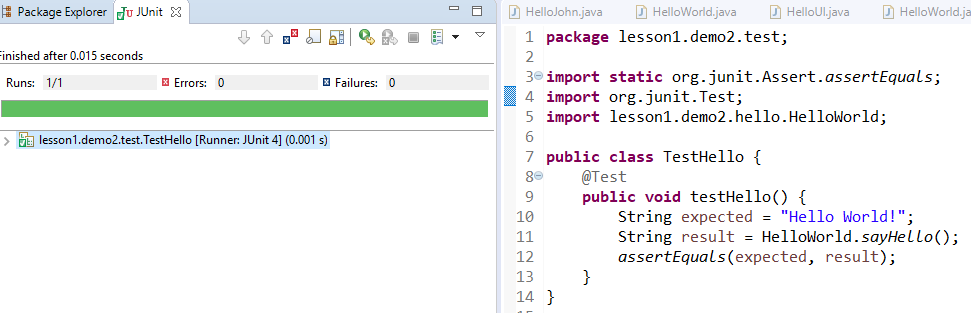 Package Explorer JUnit
Finished after 0.015 seconds
Runs: 1/1 Errors: 0 Failures: 0
lesson1.demo2.test.TestHello [Runner: JUnit 4] (0.001 s)
HelloJohn.java HelloWorld.java HelloUI.java HelloWorld.ja
1 package lesson1.demo2.test;
2
3 import static org.junit.Assert.assertEquals;
4 import org.junit.Test;
5 import lesson1.demo2.hello.HelloWorld;
6
7 public class TestHello {
8 @Test
9 public void testHello() {
10 String expected = "Hello World!";
11 String result = HelloWorld.sayHello();
12 assertEquals(expected, result);
13 }
14 }